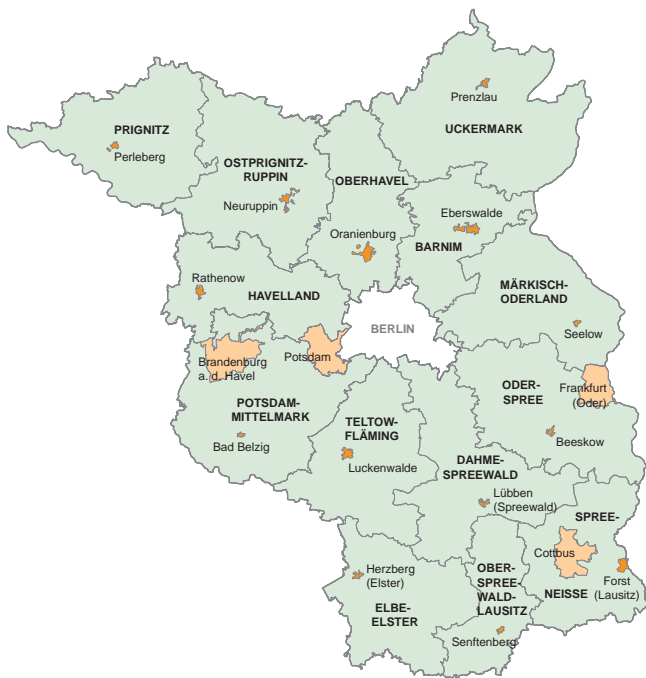 Prenzlau
UCKERMARK
PRIGNITZ
Perleberg
OSTPRIGNITZ-
RUPPIN
Neuruppin
OBERHAVEL
Oranienburg
Eberswalde
BARNIM
Rathenow
HAVELLAND
MÄRKISCH-
ODERLAND
Seelow
BERLIN
Brandenburg
a. d. Havel
Potsdam
POTSDAM-
MITTELMARK
Bad Belzig
TELTOW-
FLÄMING
Luckenwalde
ODER-
SPREE
Frankfurt
(Oder)
Beeskow
DAHME-
SPREEWALD
Lübben
(Spreewald)
SPREE-
Cottbus
NEISSE
Forst
(Lausitz)
Herzberg
(Elster)
ELBE-
ELSTER
OBER-
SPREE-
WALD-
LAUSITZ
Senftenberg